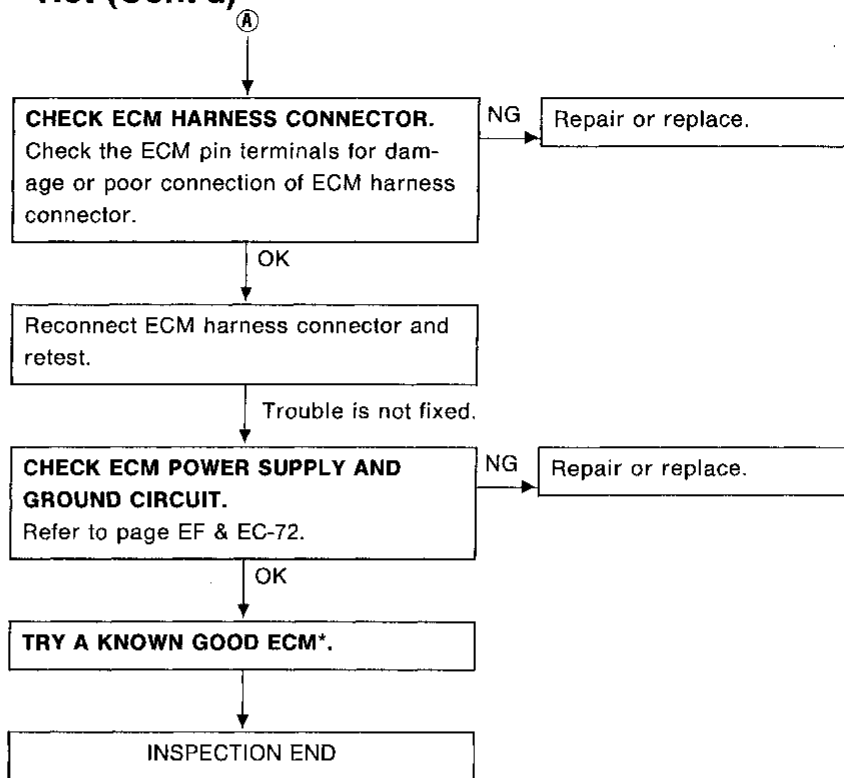 Hot (Cont'd)
Ⓐ
CHECK ECM HARNESS CONNECTOR.
Check the ECM pin terminals for dam-
age or poor connection of ECM harness
connector.
NG
Repair or replace.
OK
Reconnect ECM harness connector and
retest.
Trouble is not fixed.
CHECK ECM POWER SUPPLY AND
GROUND CIRCUIT.
Refer to page EF & EC-72.
NG
Repair or replace.
OK
TRY A KNOWN GOOD ECM*.
INSPECTION END